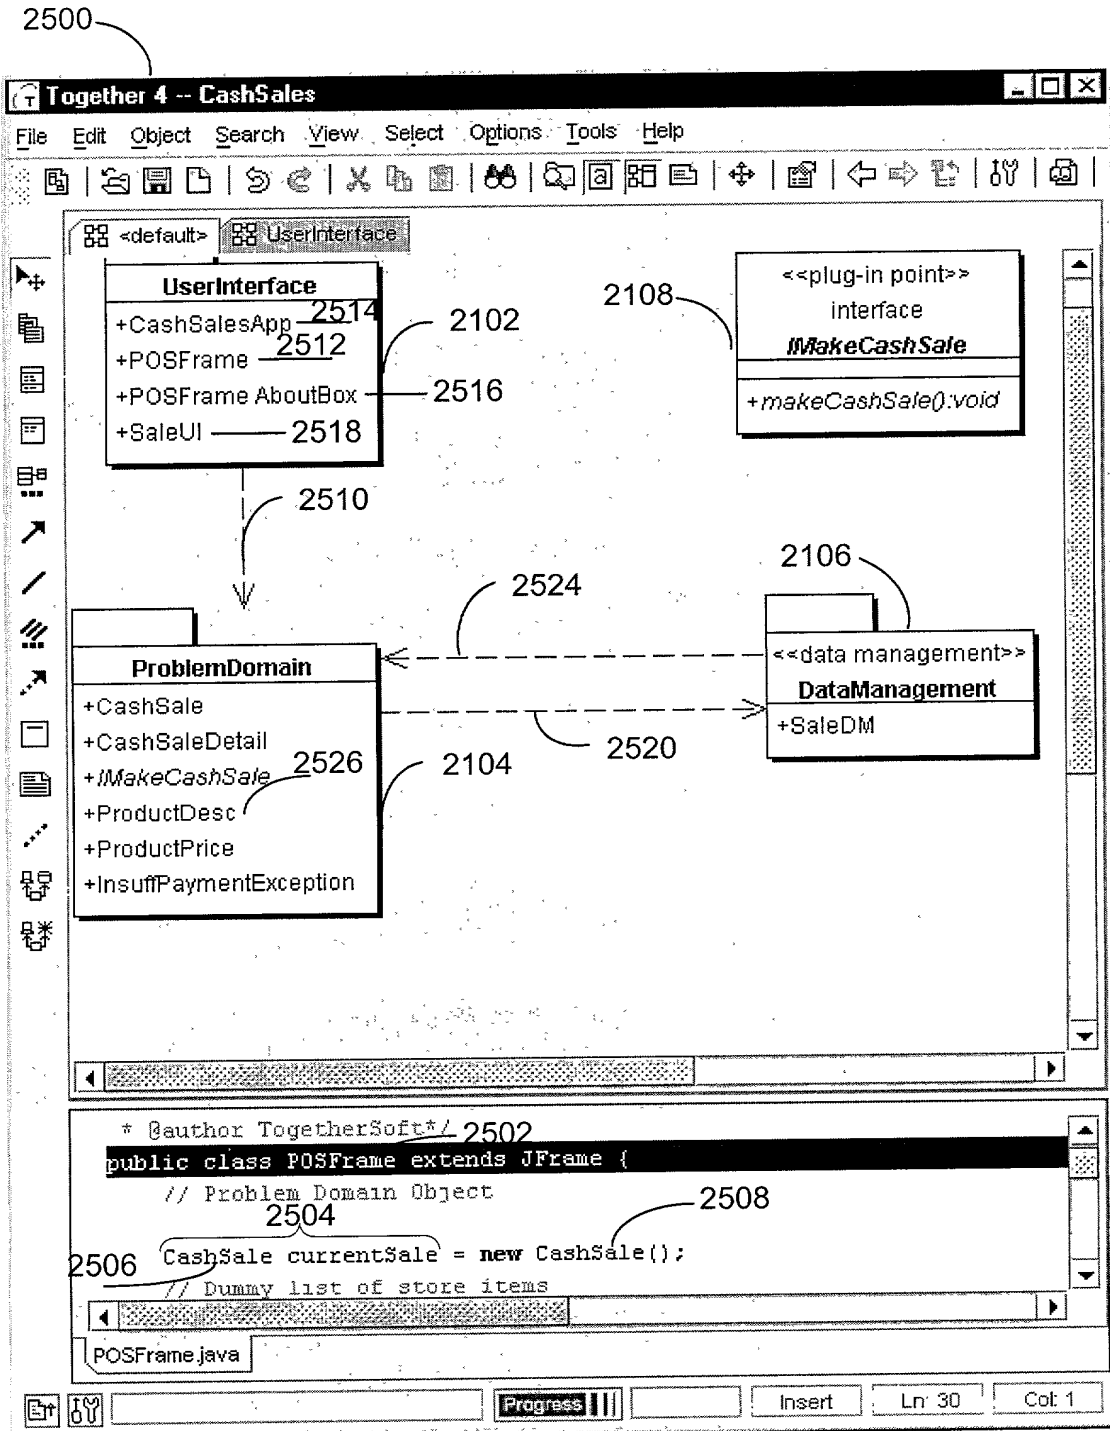 2500
Together 4 -- CashSales
File Edit Object Search View Select Options Tools Help
a
<default> UserInterface
UserInterface
+CashSalesApp 2514
+POSFrame 2512
+POSFrame AboutBox 2516
+SaleUI 2518
2102
2108
<<plug-in point>>
interface
IMakeCashSale
+makeCashSale():void
2510
2524
2106
ProblemDomain
+CashSale
+CashSaleDetail
+IMakeCashSale 2526
+ProductDesc
+ProductPrice
+InsuffPaymentException
2104
2520
<<data management>>
DataManagement
+SaleDM
* @author TogetherSoft*/ 2502
public class POSFrame extends JFrame {
// Problem Domain Object
2504 2508
2506 CashSale currentSale = new CashSale();
// Dummy list of store items
POSFrame.java
Progress Insert Ln: 30 Col: 1